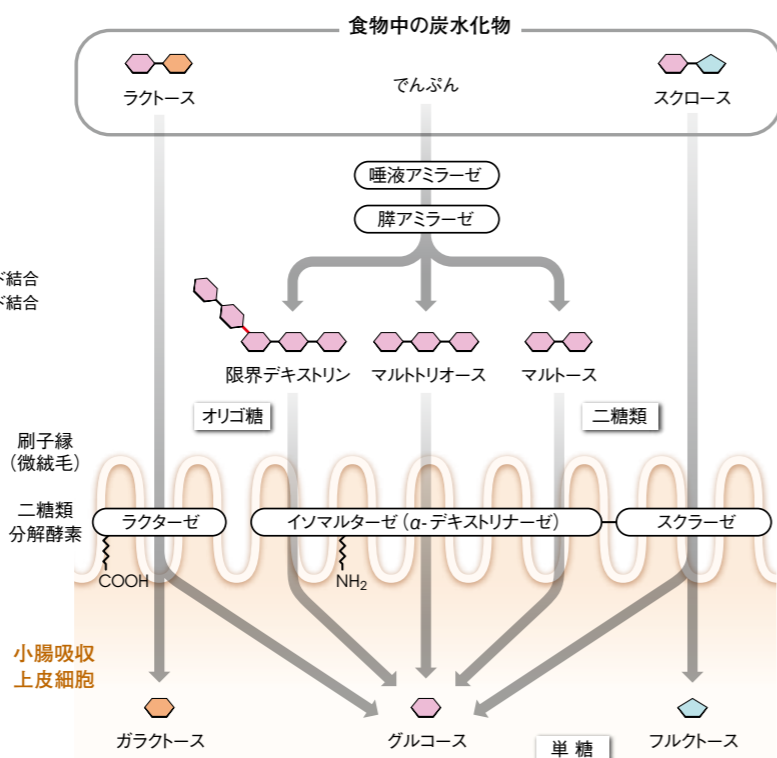 食物中の炭水化物
ラクトース
でんぷん
スクロース
唾液アミラーゼ
膵アミラーゼ
ド結合
ド結合
限界デキストリン
マルトトリオース
マルトース
オリゴ糖
二糖類
刷子縁
(微絨毛)
二糖類
分解酵素
ラクターゼ
イソマルターゼ(α-デキストリナーゼ)
スクラーゼ
COOH
NH₂
小腸吸収
上皮細胞
ガラクトース
グルコース
フルクトース
単糖